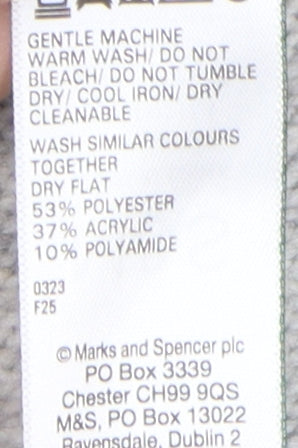 GENTLE MACHINE
WARM WASH/ DO NOT
BLEACH/ DO NOT TUMBLE
DRY/ COOL IRON/ DRY
CLEANABLE
WASH SIMILAR COLOURS
TOGETHER
DRY FLAT
53% POLYESTER
37% ACRYLIC
10% POLYAMIDE
0323
F25
© Marks and Spencer plc
PO Box 3339
Chester CH99 9QS
M&S, PO Box 13022
Ravensdale, Dublin 2